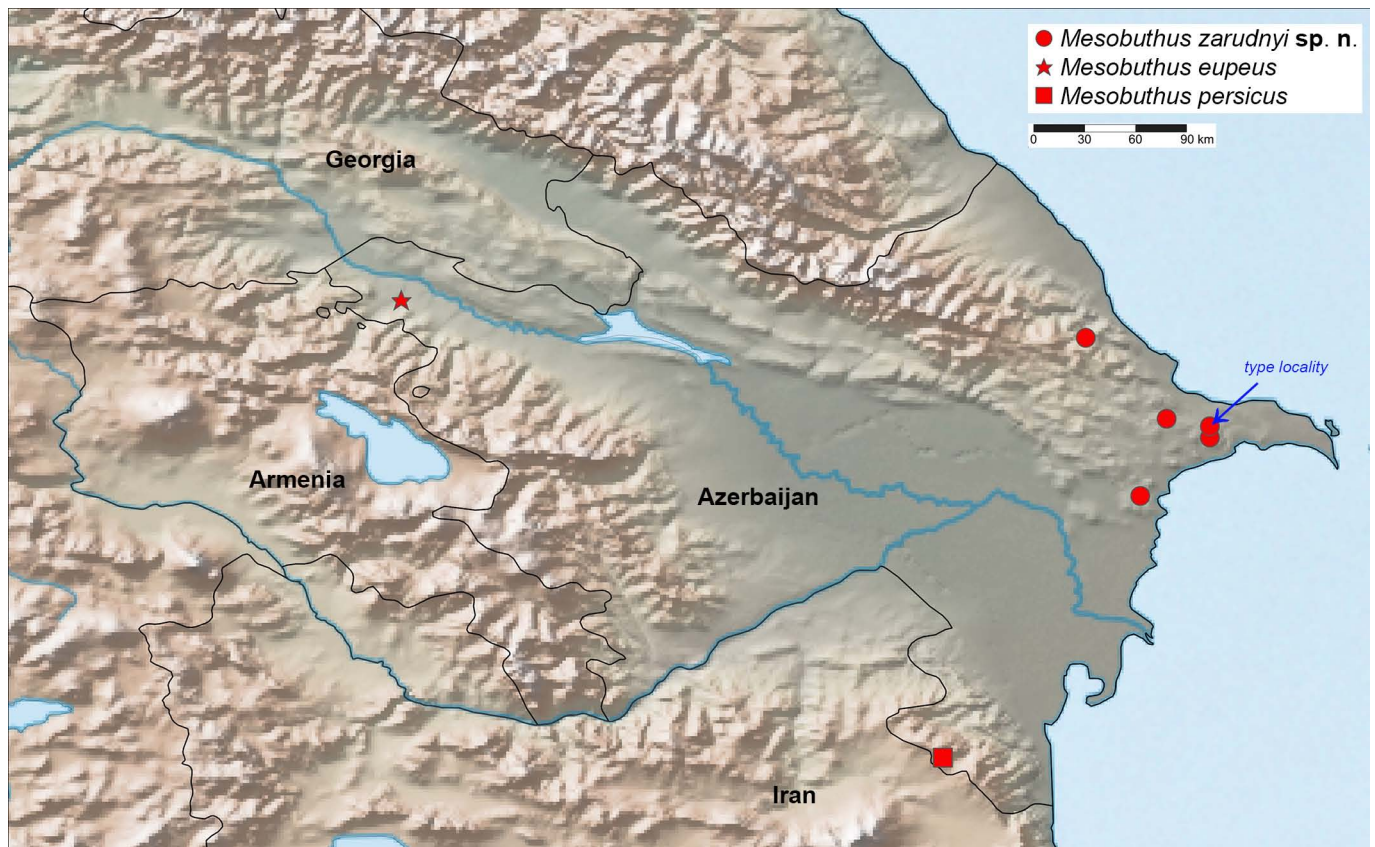 Mesobuthus zarudnyi sp. n.
Mesobuthus eupeus
Mesobuthus persicus
0 30 60 90 km
Georgia
type locality
Armenia
Azerbaijan
Iran